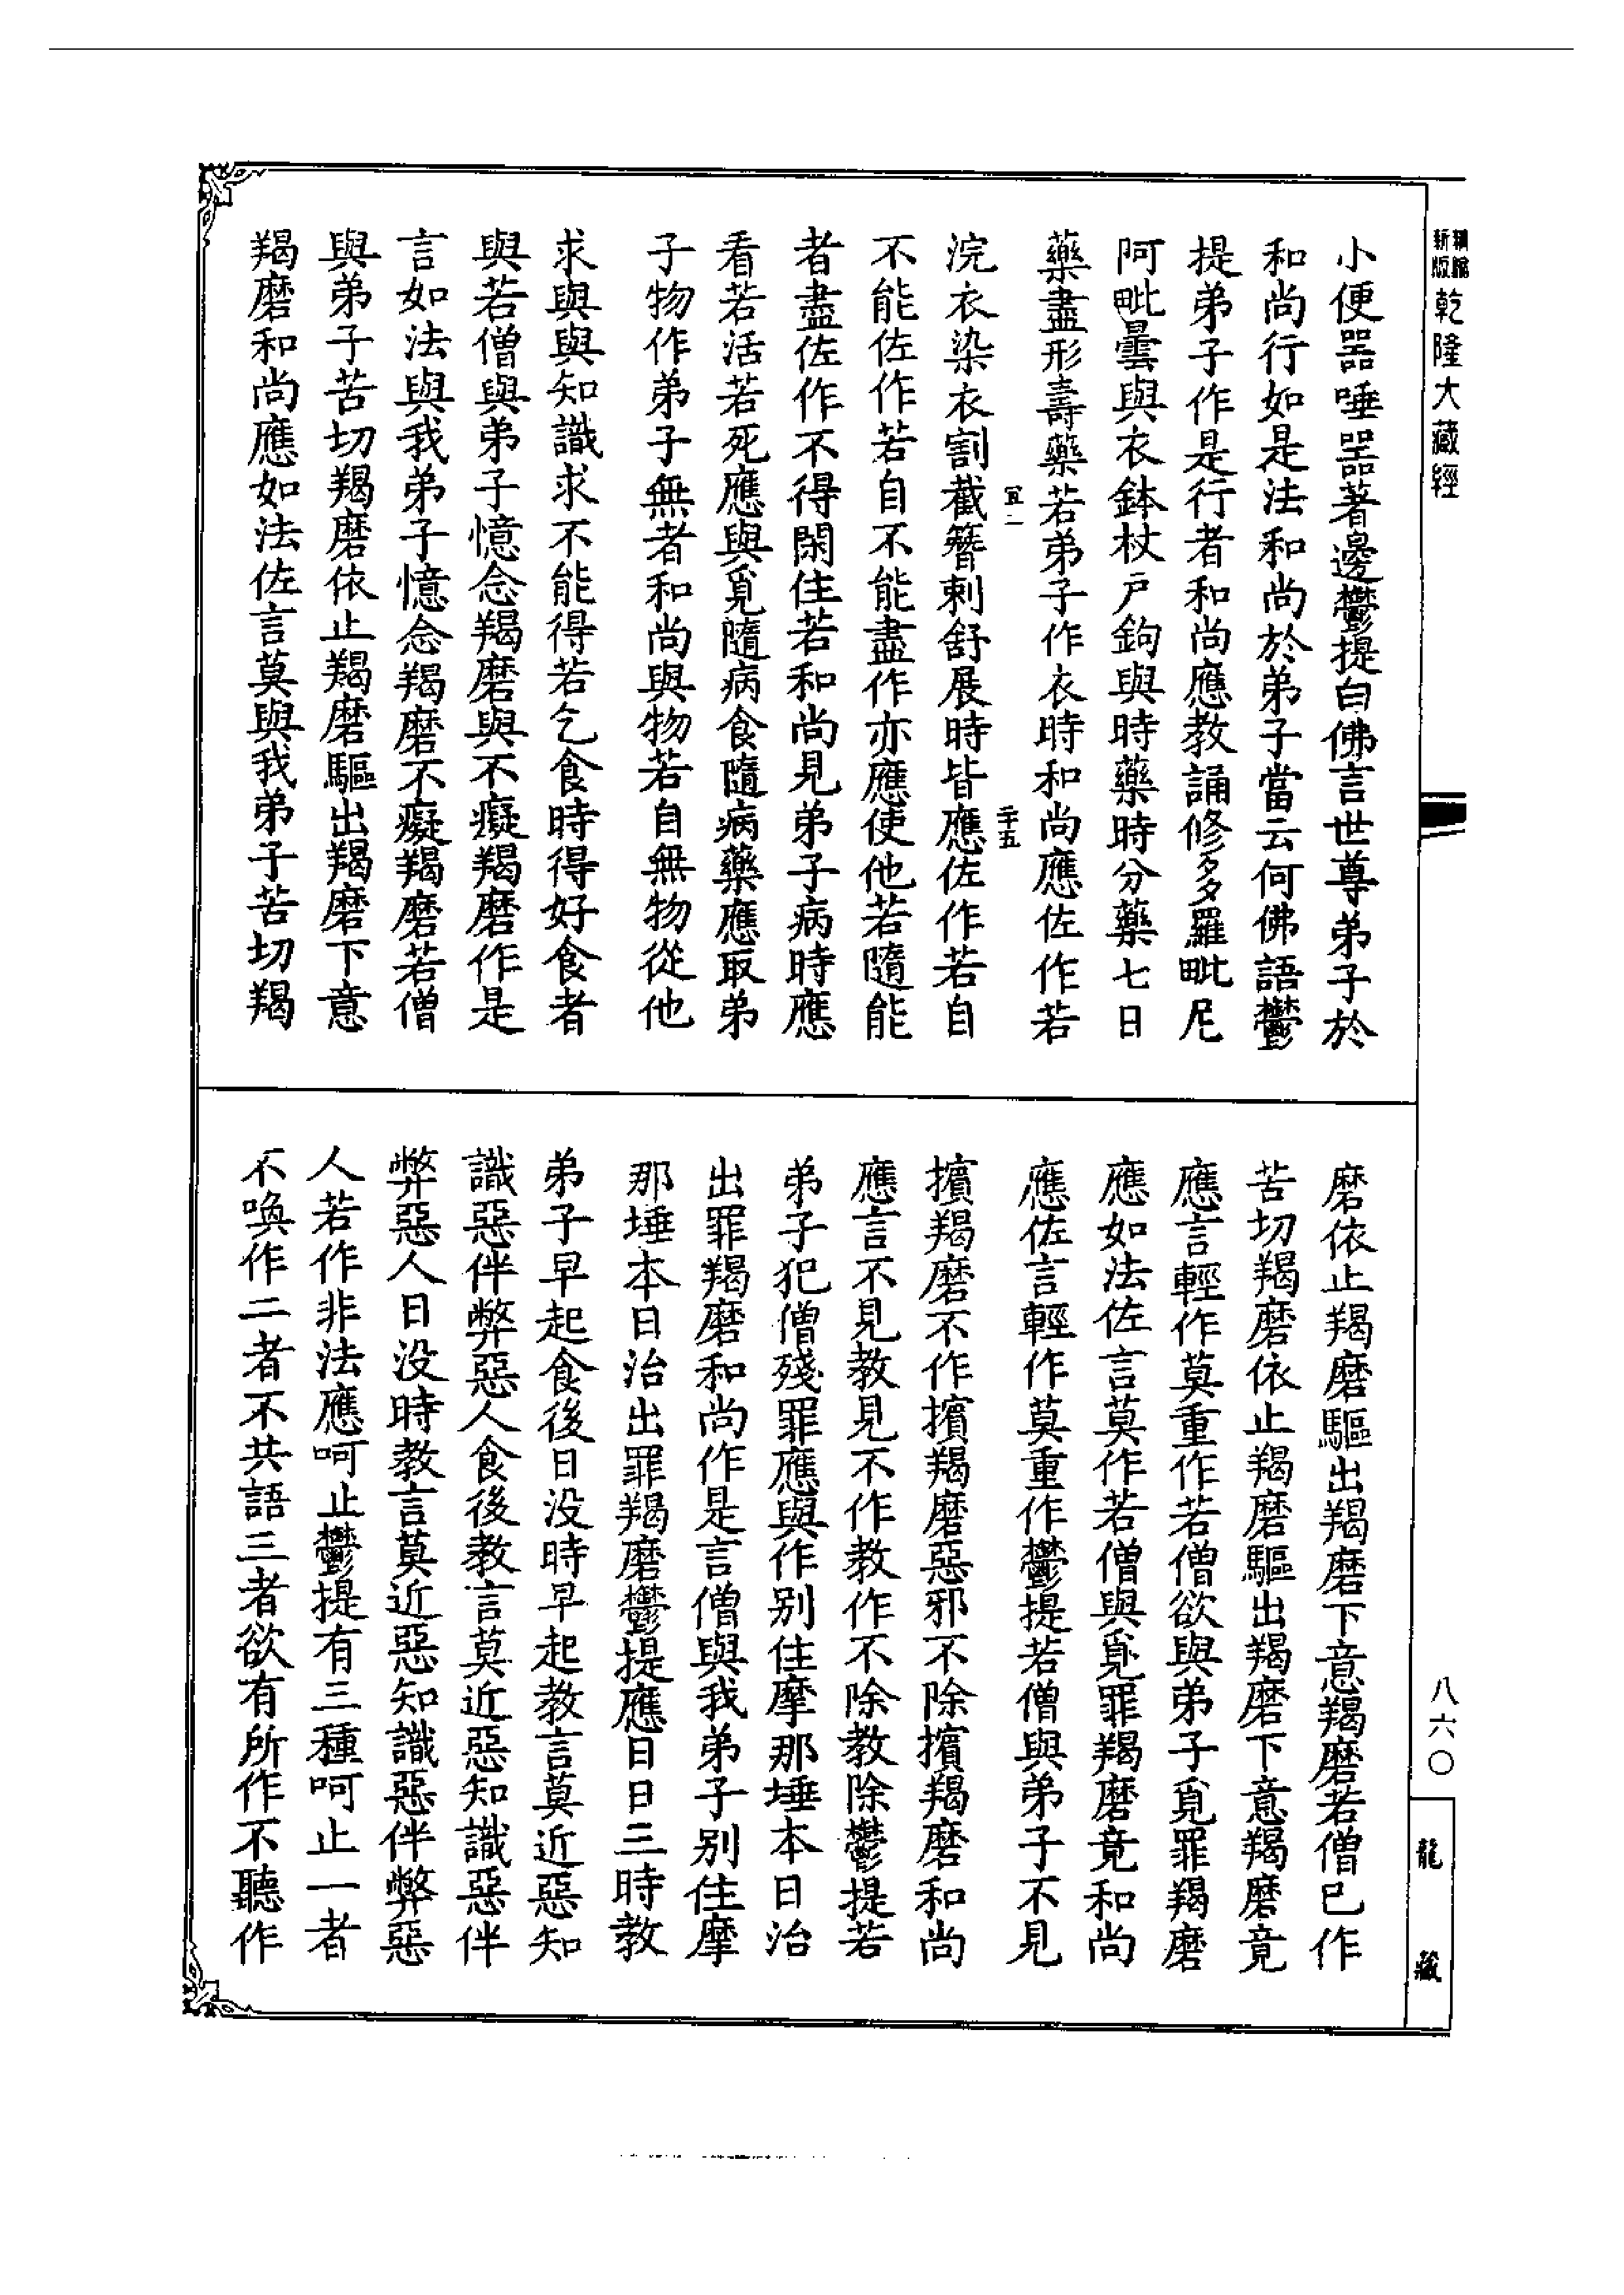 新編
新版
乾隆大藏經
小便器唾器著邊鬱提白佛言世尊弟子於
和尚行如是法和尚於弟子當云何佛語鬱
提弟子作是行者和尚應教誦修多羅毗尼
阿毗曇與衣鉢杖戶鉤與時藥時分藥七日
藥盡形壽藥若弟子作衣時和尚應佐作若
宜二
二十五
浣衣染衣割截簪刺舒展時皆應佐作若自
不能佐作若自不能盡作亦應使他若隨能
者盡佐作不得閑住若和尚見弟子病時應
看若活若死應與覓隨病食隨病藥應取弟
子物作弟子無者和尚與物若自無物從他
求與與知識求不能得若乞食時得好食者
與若僧與弟子憶念羯磨與不癡羯磨作是
言如法與我弟子憶念羯磨不癡羯磨若僧
與弟子苦切羯磨依止羯磨驅出羯磨下意
羯磨和尚應如法佐言莫與我弟子苦切羯
磨依止羯磨驅出羯磨下意羯磨若僧已作
苦切羯磨依止羯磨驅出羯磨下意羯磨竟
應言輕作莫重作若僧欲與弟子覓罪羯磨
應如法佐言莫作若僧與覓罪羯磨竟和尚
應佐言輕作莫重作鬱提若僧與弟子不見
擯羯磨不作擯羯磨惡邪不除擯羯磨和尚
應言不見教見不作教作不除教除鬱提若
弟子犯僧殘罪應與作別住摩那埵本日治
出罪羯磨和尚作是言僧與我弟子別住摩
那埵本日治出罪羯磨鬱提應日日三時教
弟子早起食後日没時早起教言莫近惡知
識惡伴弊惡人食後教言莫近惡知識惡伴
弊惡人日没時教言莫近惡知識惡伴弊惡
人若作非法應呵止鬱提有三種呵止一者
不喚作二者不共語三者欲有所作不聽作
八六〇
龍藏